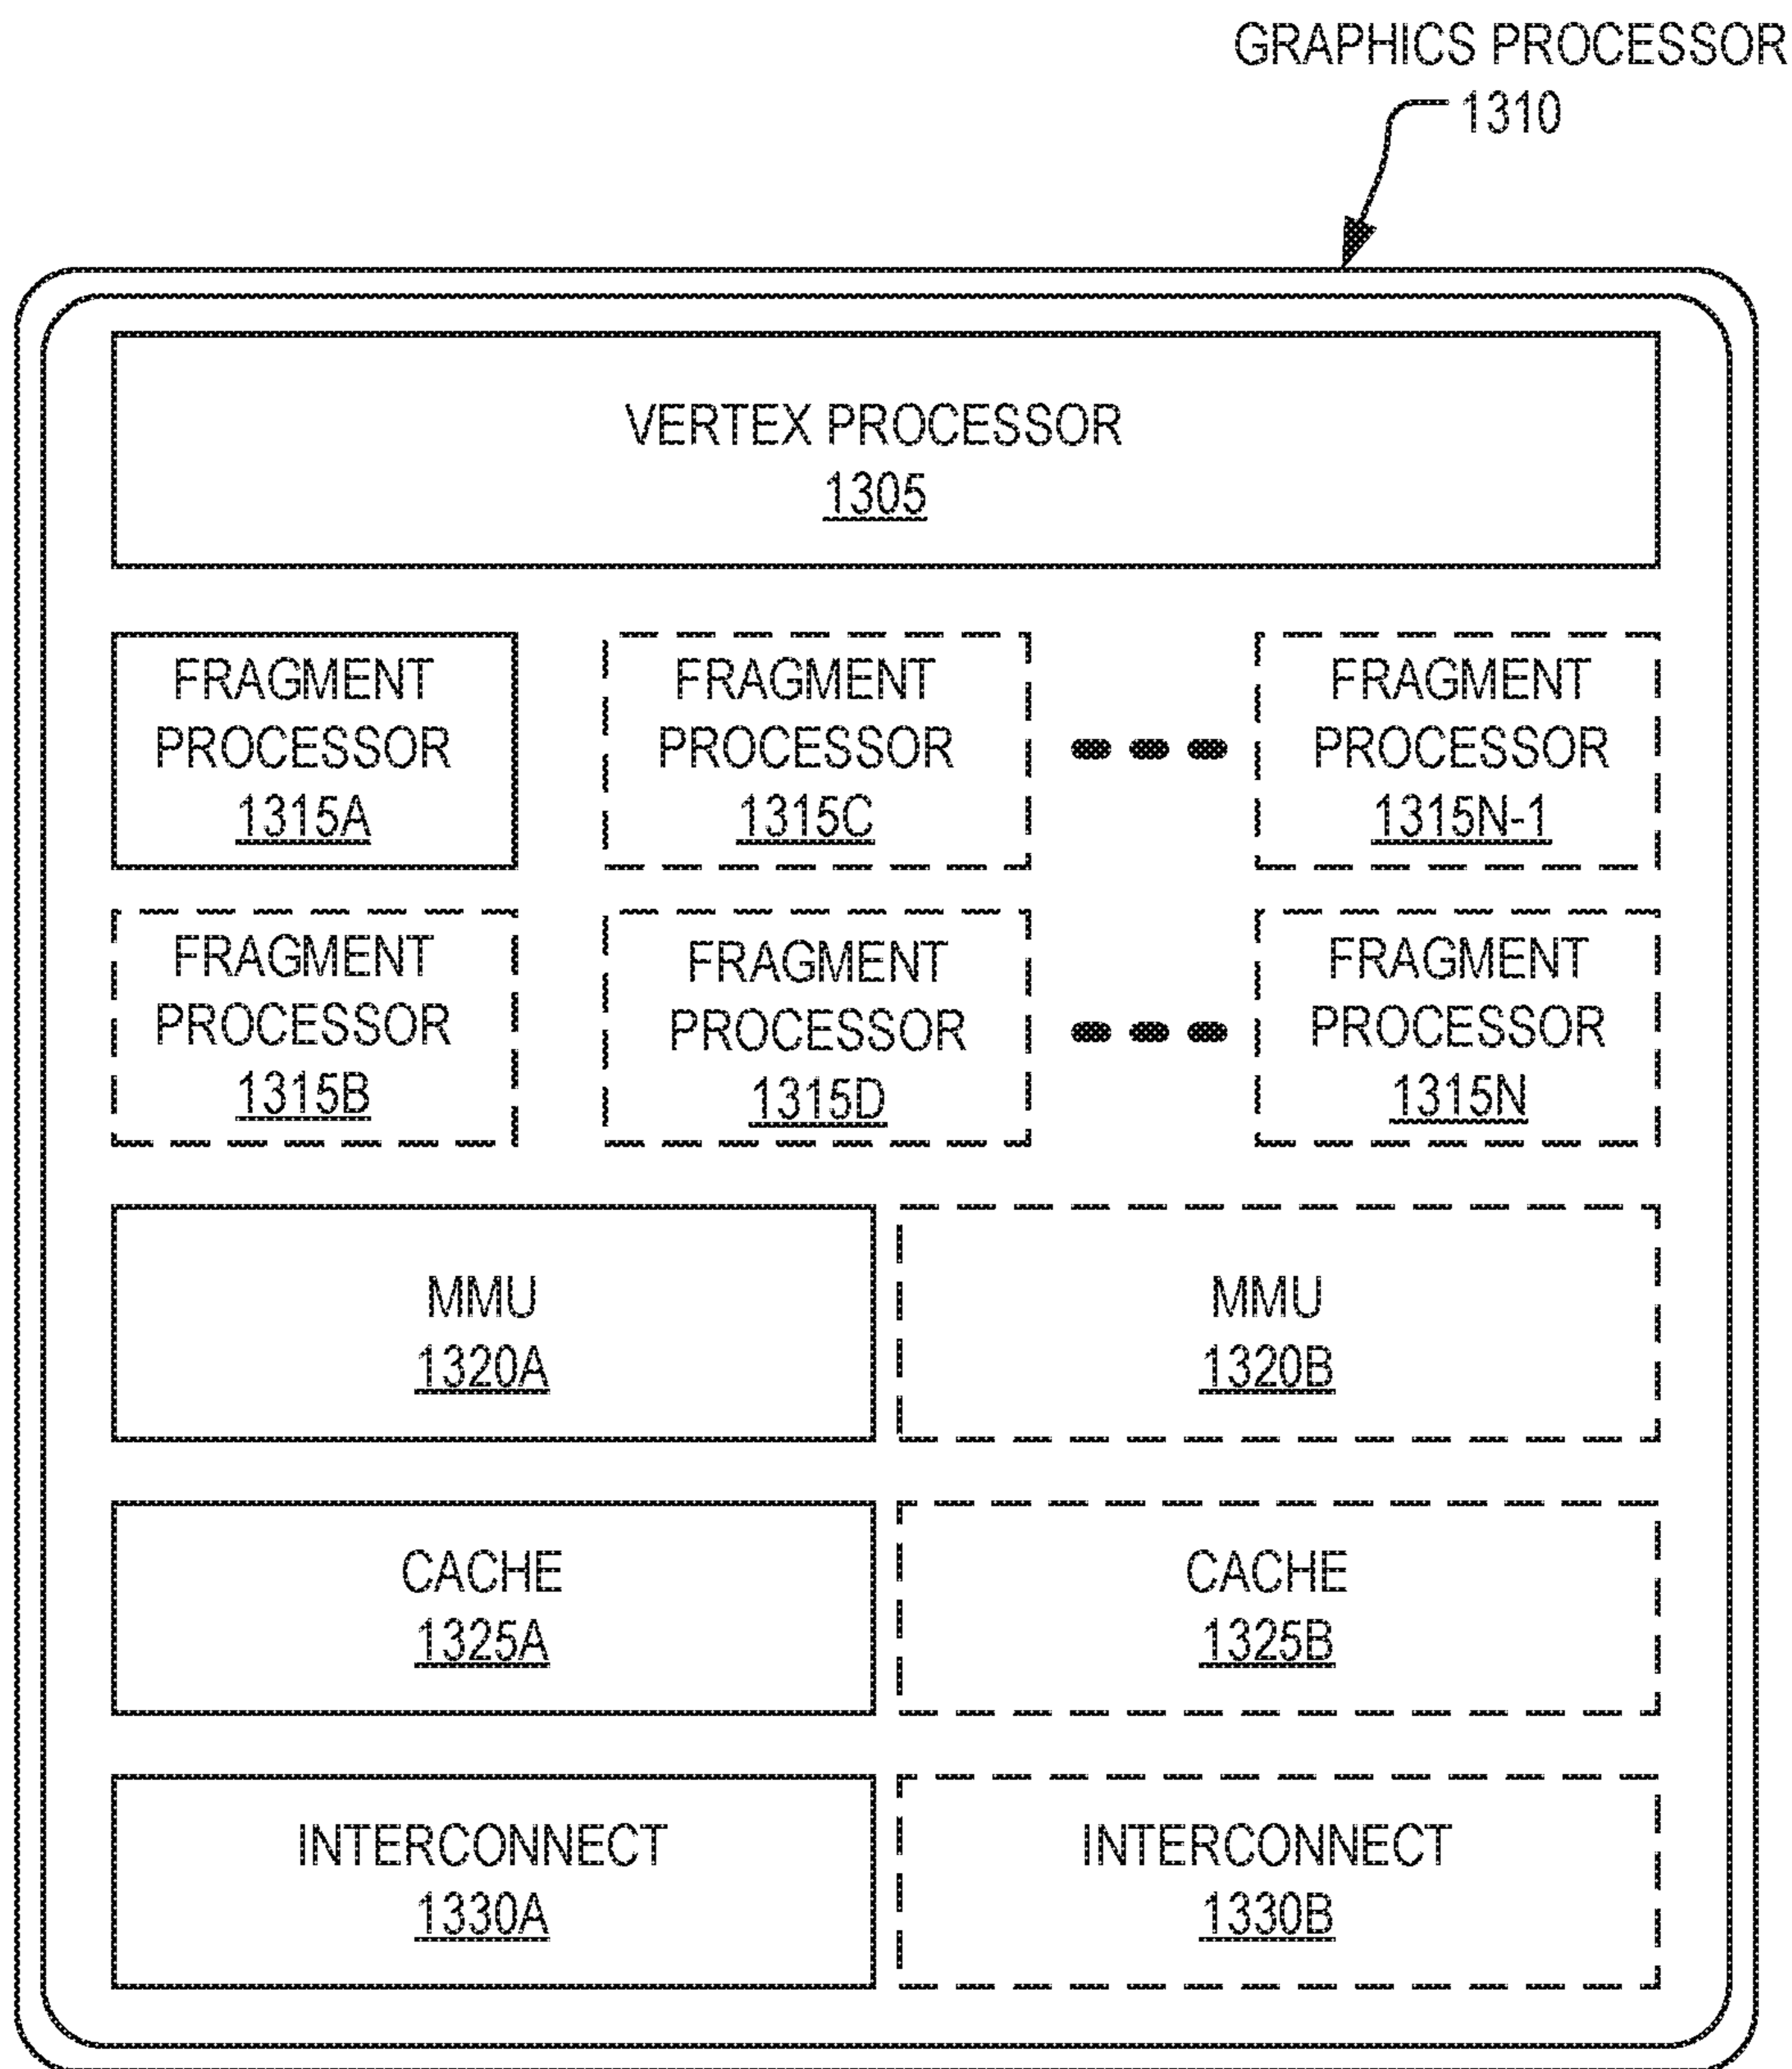 GRAPHICS PROCESSOR
1310
VERTEX PROCESSOR
1305
FRAGMENT
PROCESSOR
1315A
FRAGMENT
PROCESSOR
1315C
FRAGMENT
PROCESSOR
1315N-1
FRAGMENT
PROCESSOR
1315B
FRAGMENT
PROCESSOR
1315D
FRAGMENT
PROCESSOR
1315N
MMU
1320A
MMU
1320B
CACHE
1325A
CACHE
1325B
INTERCONNECT
1330A
INTERCONNECT
1330B